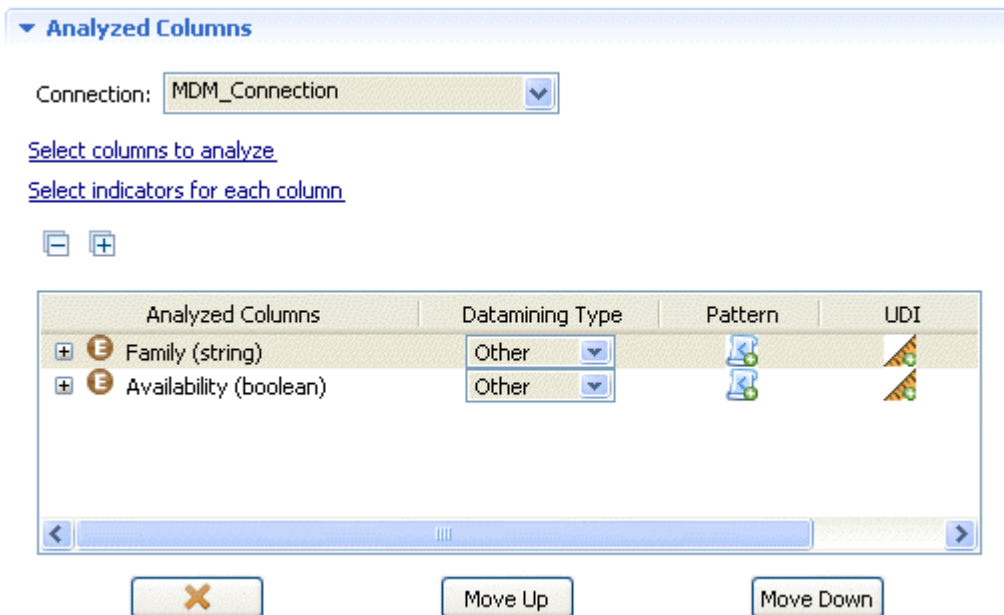 Analyzed Columns
Connection: MDM_Connection
Select columns to analyze
Select indicators for each column
Analyzed Columns Datamining Type Pattern UDI
E Family (string) Other
E Availability (boolean) Other
Move Up Move Down